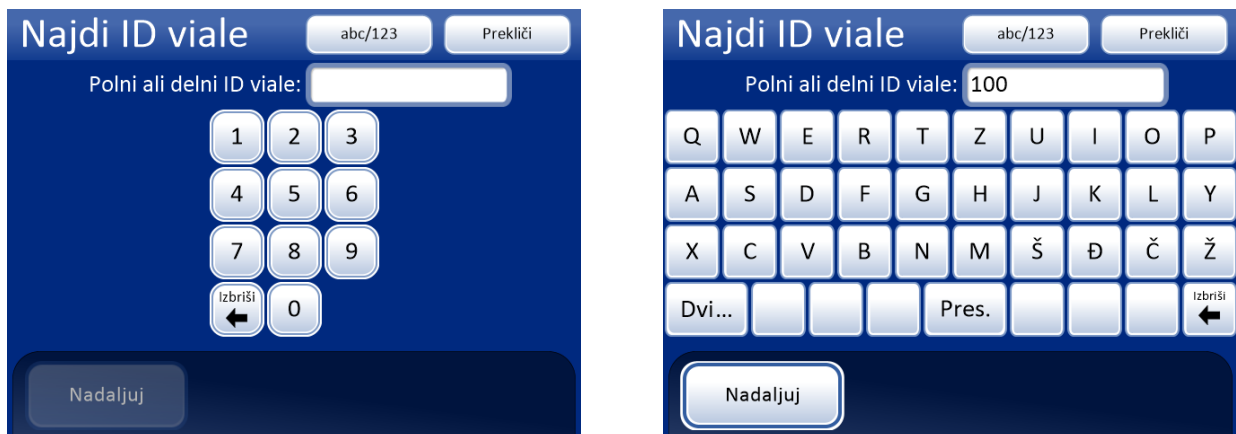 Najdi ID viale abc/123 Prekliči
Polni ali delni ID viale:
1 2 3
4 5 6
7 8 9
Izbriši 0
Nadaljuj
Najdi ID viale abc/123 Prekliči
Polni ali delni ID viale: 100
Q W E R T Z U I O P
A S D F G H J K L Y
X C V B N M Š Đ Č Ž
Dvi... Pres. Izbriši
Nadaljuj